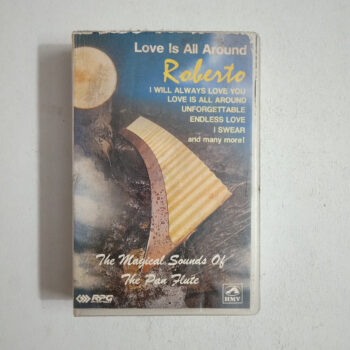 Love Is All Around
Roberto
I WILL ALWAYS LOVE YOU
LOVE IS ALL AROUND
UNFORGETTABLE
ENDLESS LOVE
I SWEAR
and many more!
The Magical Sounds Of
The Pan Flute
RPG
HMV